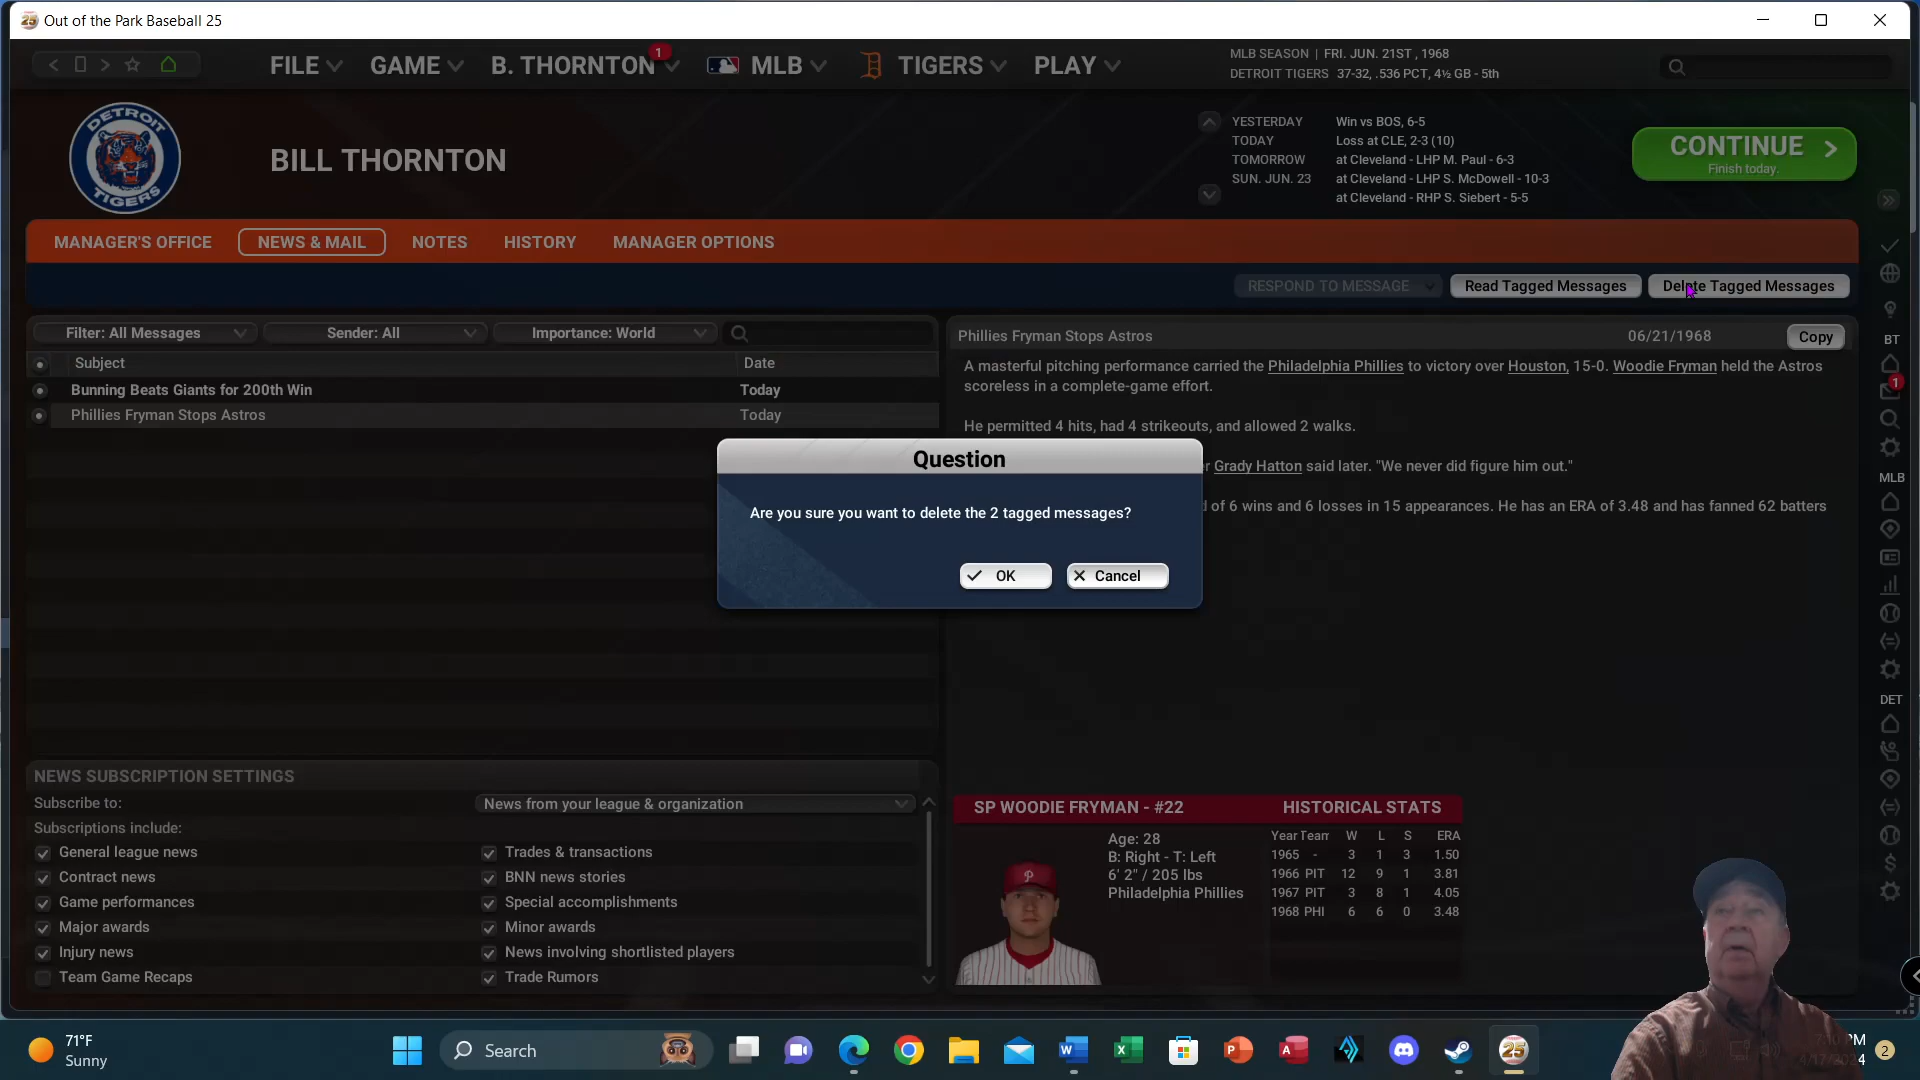 Out of the Park Baseball 25
FILE
GAME
B. THORNTON
1
MLB
TIGERS
PLAY
MLB SEASON | FRI. JUN. 21ST , 1968
DETROIT TIGERS 37-32, .536 PCT, 4½ GB - 5th
DETROIT
TIGERS
BILL THORNTON
YESTERDAY Win vs BOS, 6-5
TODAY Loss at CLE, 2-3 (10)
TOMORROW at Cleveland - LHP M. Paul - 6-3
SUN. JUN. 23 at Cleveland - LHP S. McDowell - 10-3
at Cleveland - RHP S. Siebert - 5-5
CONTINUE
Finish today.
MANAGER'S OFFICE
NEWS & MAIL
NOTES
HISTORY
MANAGER OPTIONS
RESPOND TO MESSAGE
Read Tagged Messages
Delete Tagged Messages
Filter: All Messages
Sender: All
Importance: World
Subject Date
Bunning Beats Giants for 200th Win Today
Phillies Fryman Stops Astros Today
Phillies Fryman Stops Astros 06/21/1968
Copy
A masterful pitching performance carried the Philadelphia Phillies to victory over Houston, 15-0. Woodie Fryman held the Astros
scoreless in a complete-game effort.
He permitted 4 hits, had 4 strikeouts, and allowed 2 walks.
Grady Hatton said later. "We never did figure him out."
of 6 wins and 6 losses in 15 appearances. He has an ERA of 3.48 and has fanned 62 batters
Question
Are you sure you want to delete the 2 tagged messages?
OK
Cancel
NEWS SUBSCRIPTION SETTINGS
Subscribe to: News from your league & organization
Subscriptions include:
General league news Trades & transactions
Contract news BNN news stories
Game performances Special accomplishments
Major awards Minor awards
Injury news News involving shortlisted players
Team Game Recaps Trade Rumors
SP WOODIE FRYMAN - #22
Age: 28
B: Right - T: Left
6' 2" / 205 lbs
Philadelphia Phillies
HISTORICAL STATS
Year Team W L S ERA
1965 - 3 1 3 1.50
1966 PIT 12 9 1 3.81
1967 PIT 3 8 1 4.05
1968 PHI 6 6 0 3.48
BT
1
MLB
DET
71°F
Sunny
Search
25
PM
2